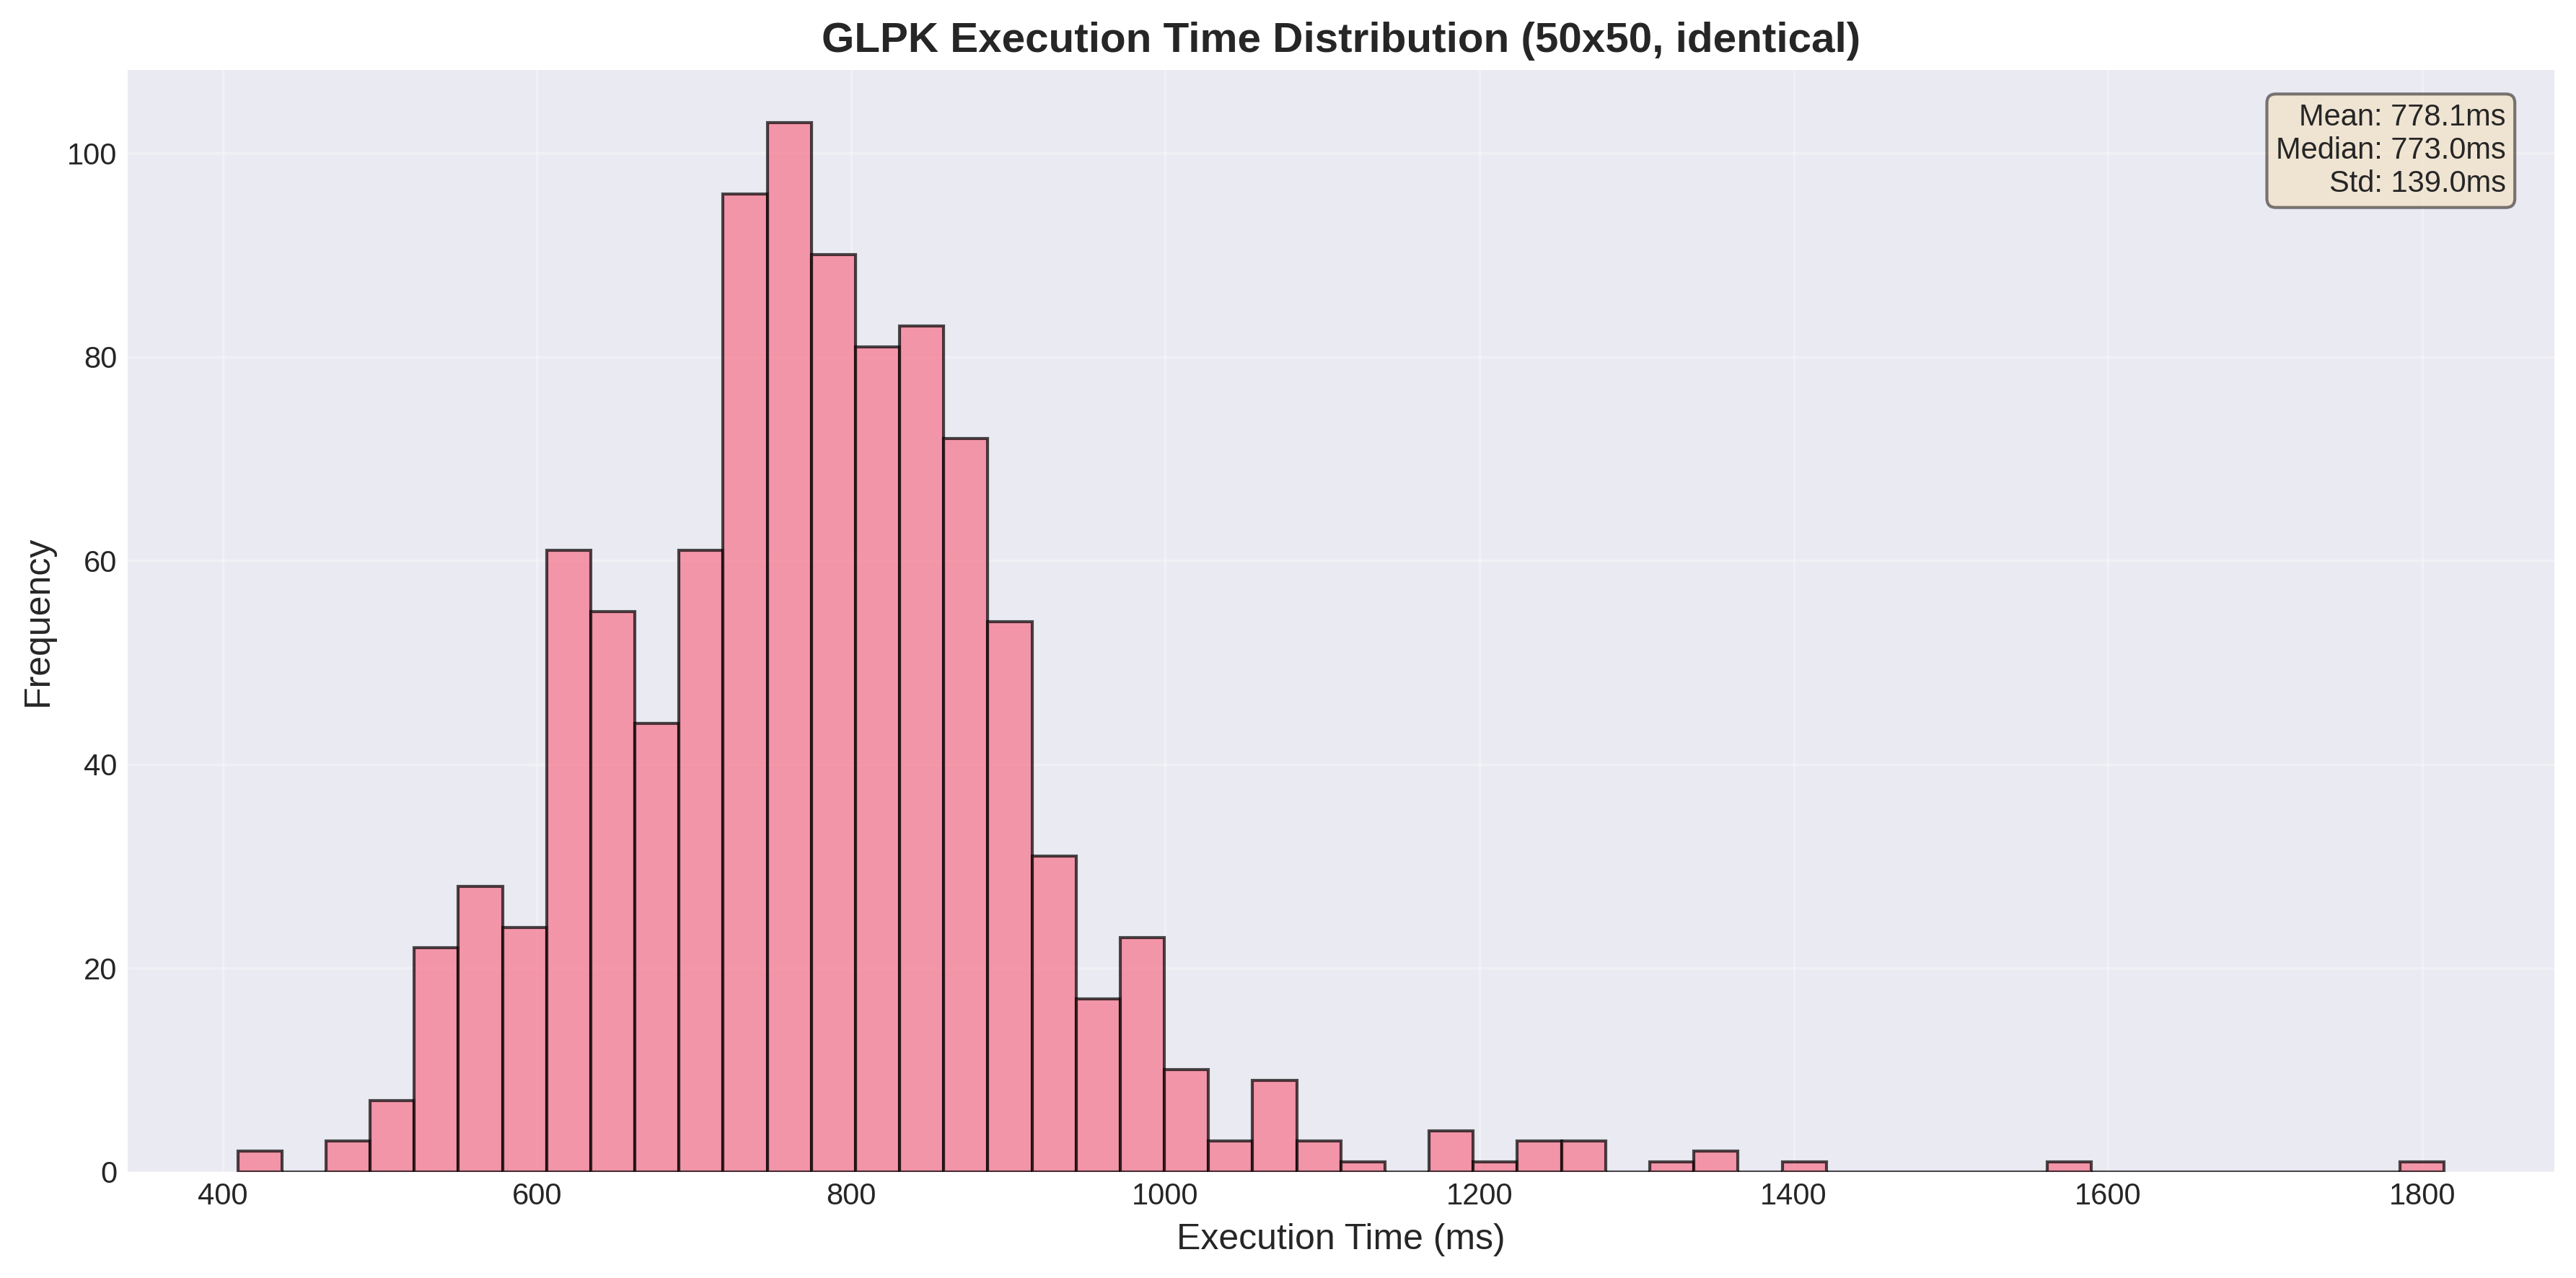 GLPK Execution Time Distribution (50x50, identical)
Mean: 778.1ms
Median: 773.0ms
Std: 139.0ms
Frequency
100
80
60
40
20
0
400 600 800 1000 1200 1400 1600 1800
Execution Time (ms)